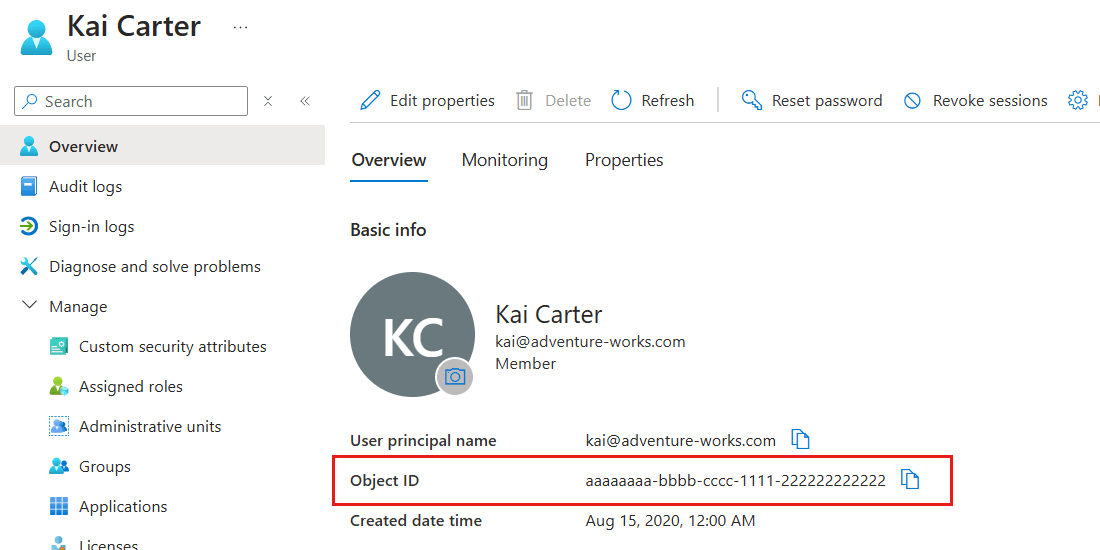 Kai Carter ...
User
Search
Overview
Audit logs
Sign-in logs
Diagnose and solve problems
Manage
Custom security attributes
Assigned roles
Administrative units
Groups
Applications
Licenses
Edit properties Delete Refresh Reset password Revoke sessions
Overview Monitoring Properties
Basic info
KC
Kai Carter
kai@adventure-works.com
Member
User principal name kai@adventure-works.com
Object ID aaaaaaaa-bbbb-cccc-1111-222222222222
Created date time Aug 15, 2020, 12:00 AM